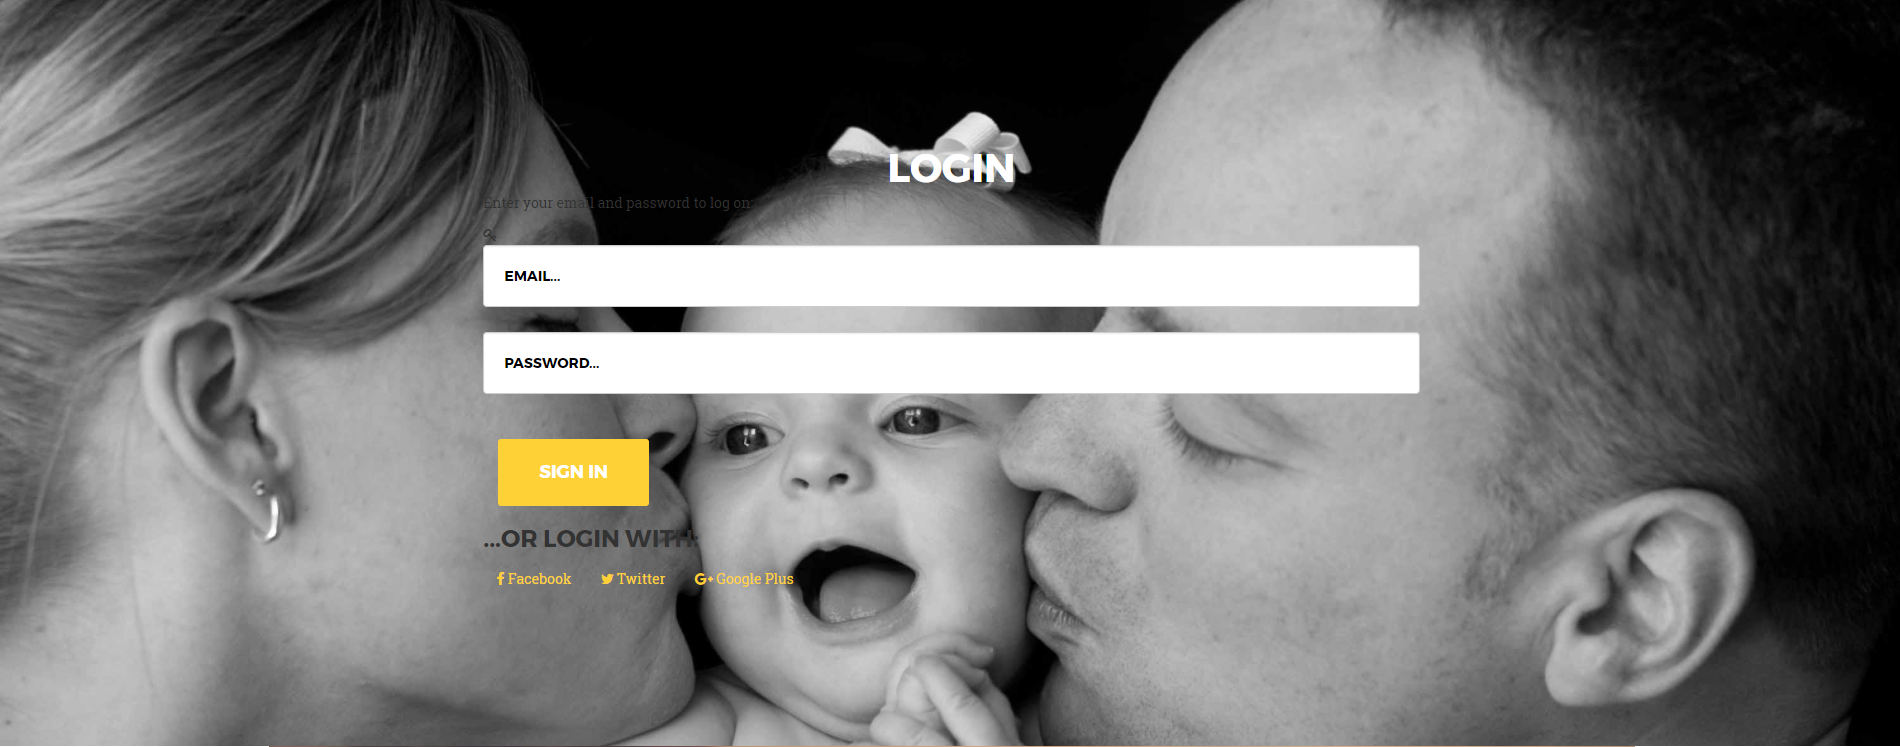 LOGIN
Enter your email and password to log on:
EMAIL...
PASSWORD...
SIGN IN
...OR LOGIN WITH:
Facebook Twitter Google Plus